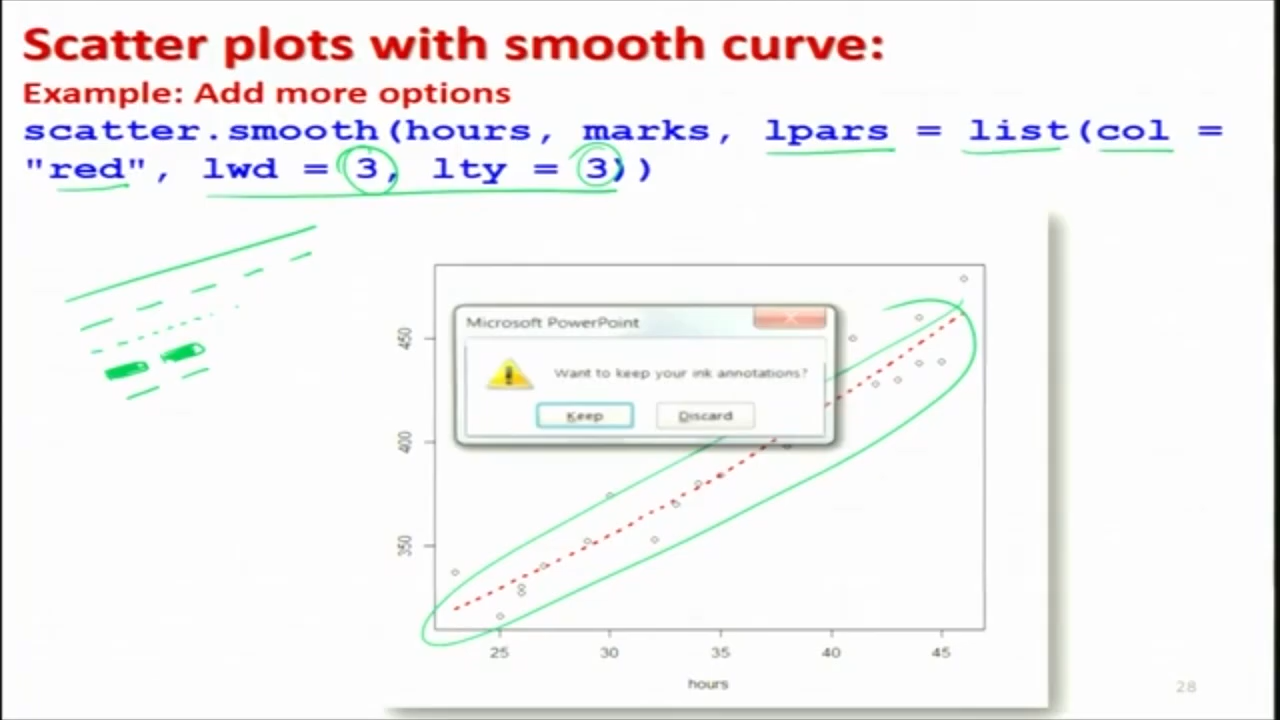 Scatter plots with smooth curve:
Example: Add more options
scatter.smooth(hours, marks, lpars = list(col =
"red", lwd = 3, lty = 3))
Microsoft PowerPoint
Want to keep your ink annotations?
Keep
Discard
450
400
350
25 30 35 40 45
hours
28